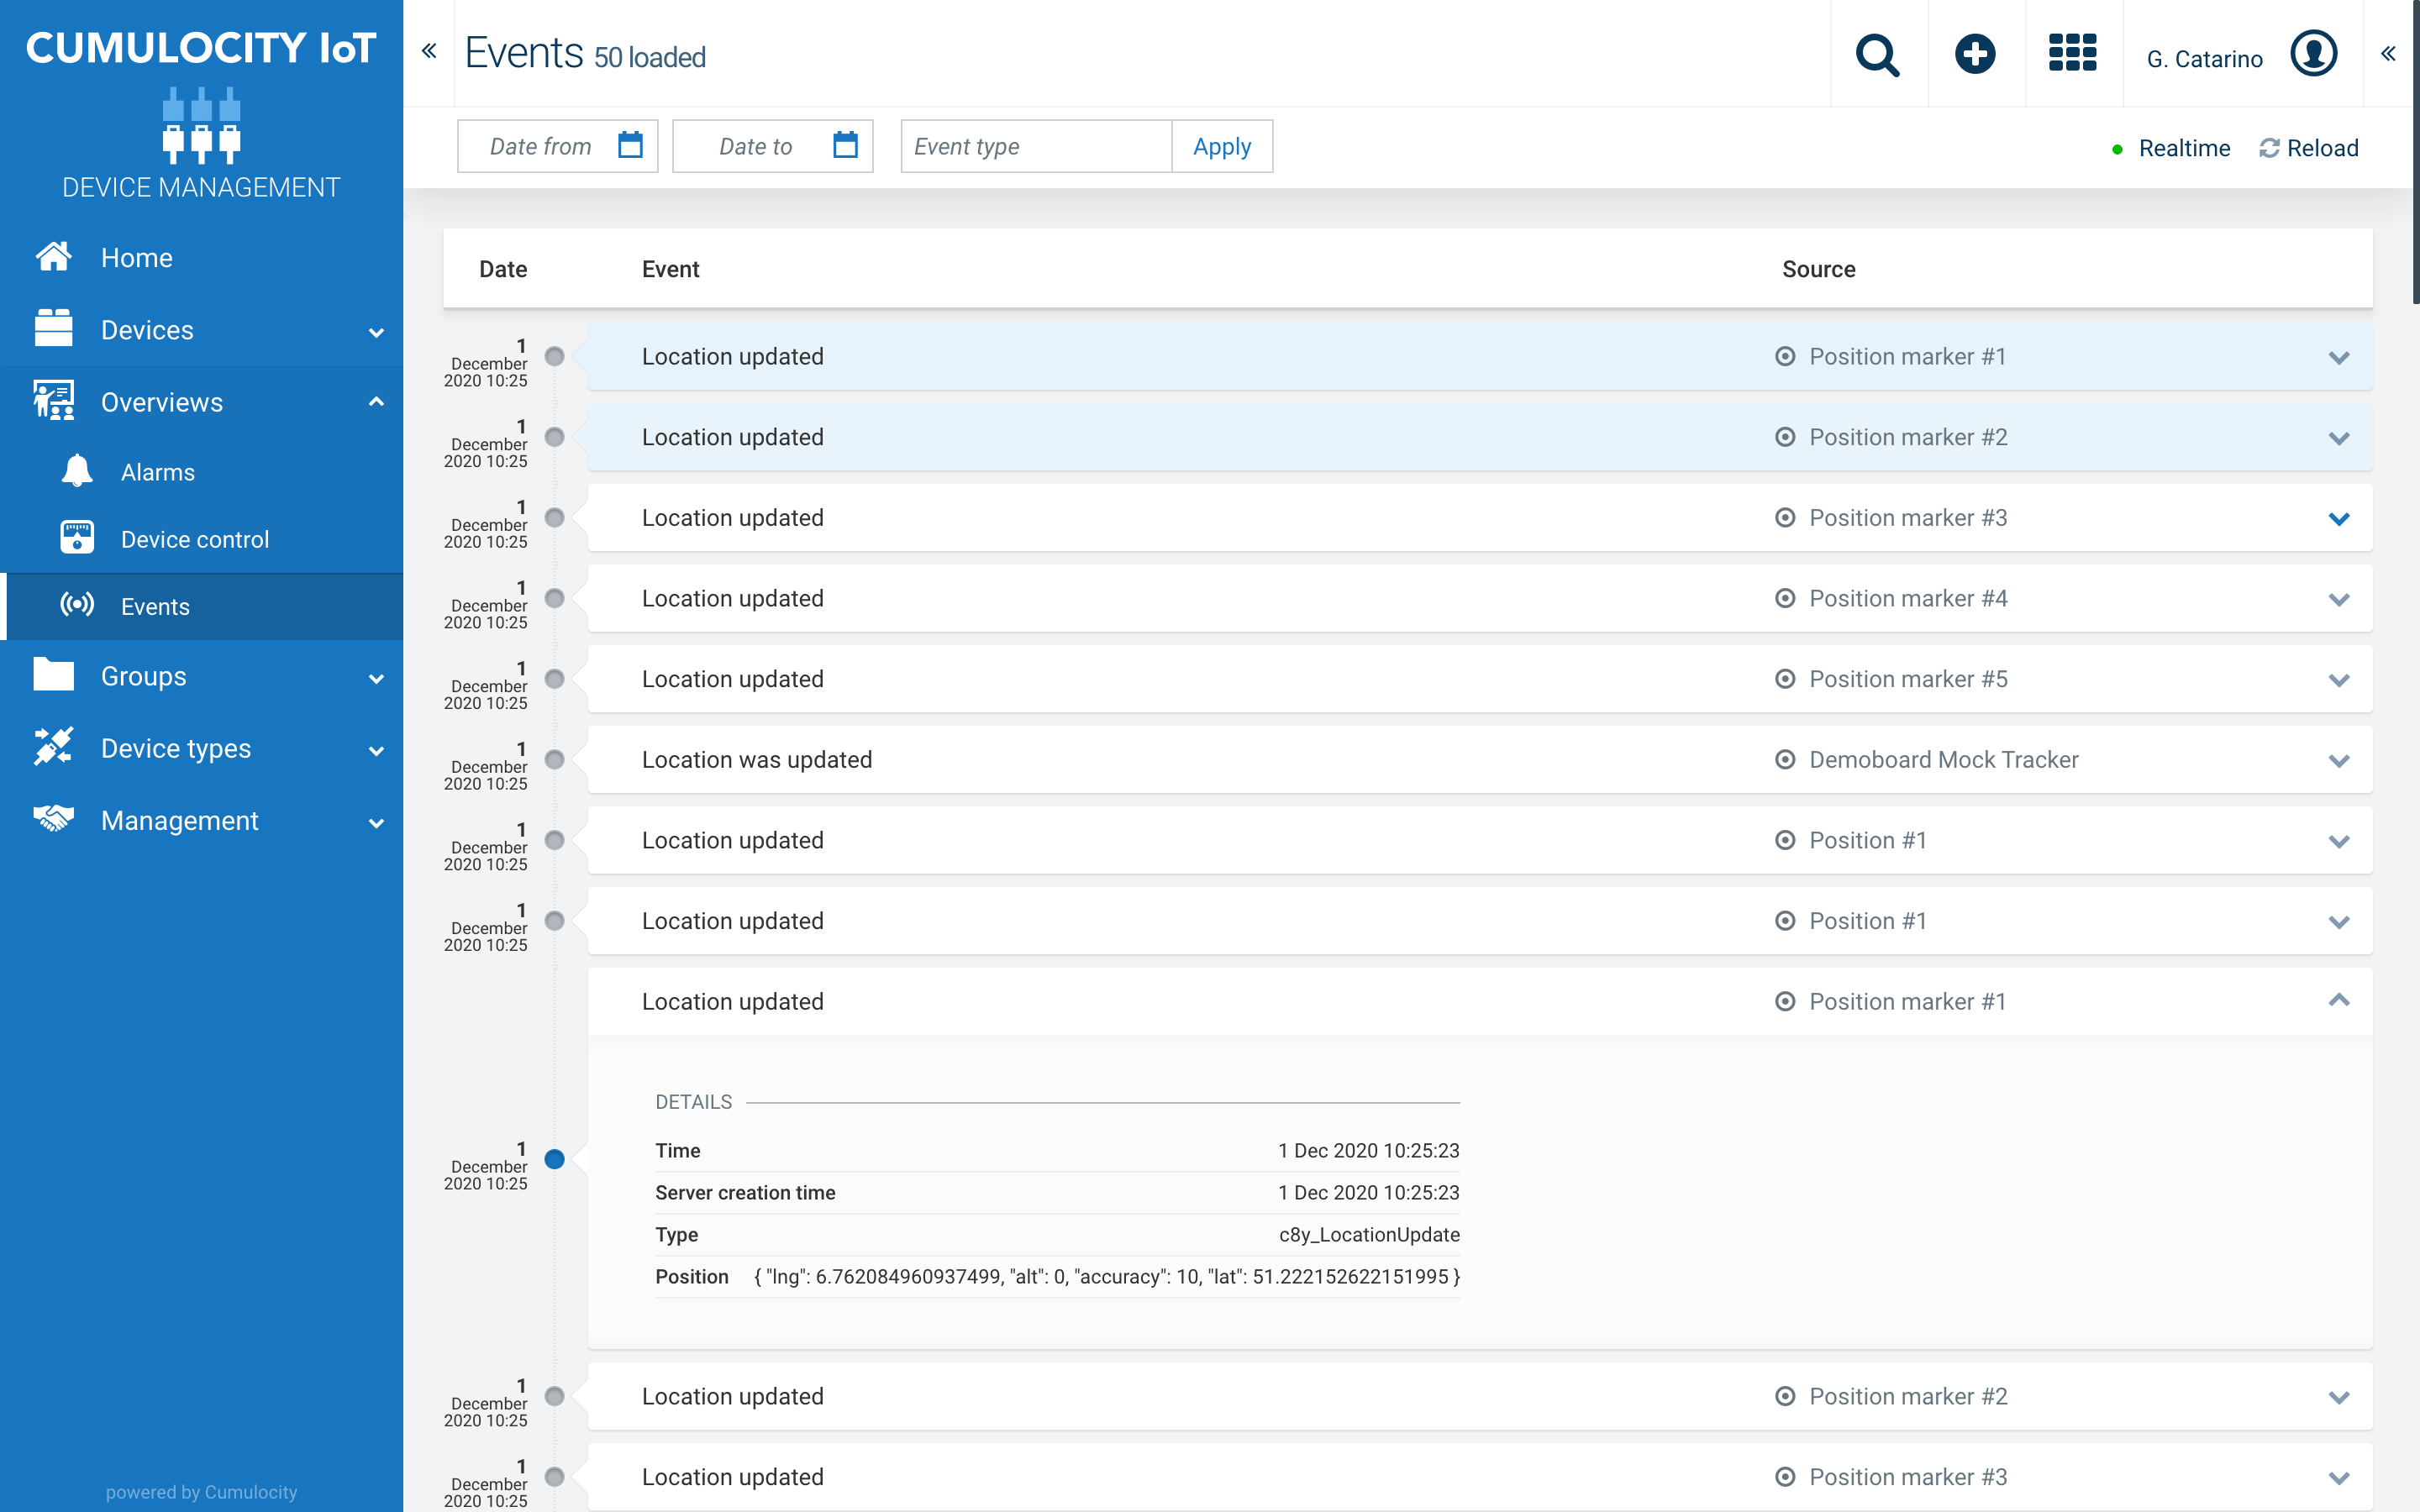 CUMULOCITY IoT
DEVICE MANAGEMENT
Home
Devices
Overviews
Alarms
Device control
Events
Groups
Device types
Management
powered by Cumulocity
Events 50 loaded
G. Catarino
Date from
Date to
Event type
Apply
Realtime
Reload
Date Event Source
1
December
2020 10:25
Location updated
Position marker #1
1
December
2020 10:25
Location updated
Position marker #2
1
December
2020 10:25
Location updated
Position marker #3
1
December
2020 10:25
Location updated
Position marker #4
1
December
2020 10:25
Location updated
Position marker #5
1
December
2020 10:25
Location was updated
Demoboard Mock Tracker
1
December
2020 10:25
Location updated
Position #1
1
December
2020 10:25
Location updated
Position #1
Location updated
Position marker #1
1
December
2020 10:25
DETAILS
Time 1 Dec 2020 10:25:23
Server creation time 1 Dec 2020 10:25:23
Type c8y_LocationUpdate
Position { "lng": 6.762084960937499, "alt": 0, "accuracy": 10, "lat": 51.222152622151995 }
1
December
2020 10:25
Location updated
Position marker #2
1
December
2020 10:25
Location updated
Position marker #3